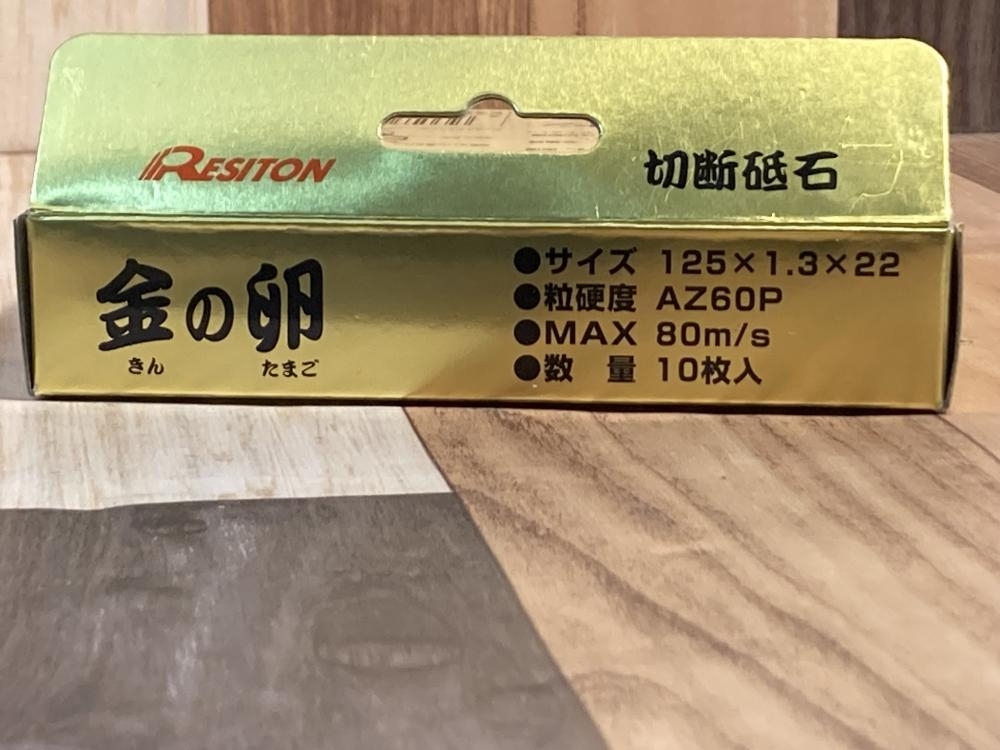 RESITON
切断砥石
金の卵
きん たまご
●サイズ 125×1.3×22
●粒硬度 AZ60P
●MAX 80m/s
●数 量 10枚入